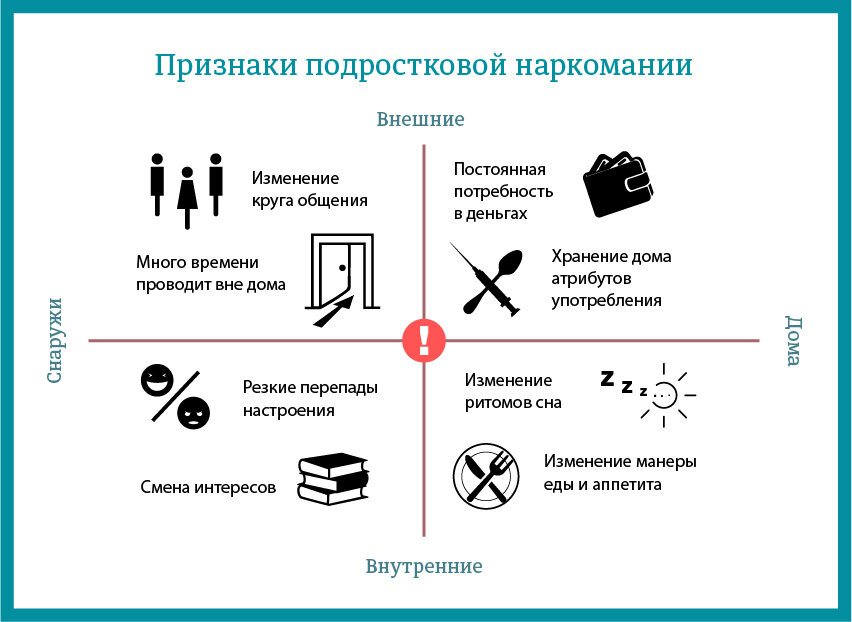 Признаки подростковой наркомании
Внешние
Изменение
круга общения
Постоянная
потребность
в деньгах
Много времени
проводит вне дома
Хранение дома
атрибутов
употребления
Снаружи
!
Дома
Резкие перепады
настроения
Изменение
ритомов сна
z z z
Смена интересов
Изменение манеры
еды и аппетита
Внутренние